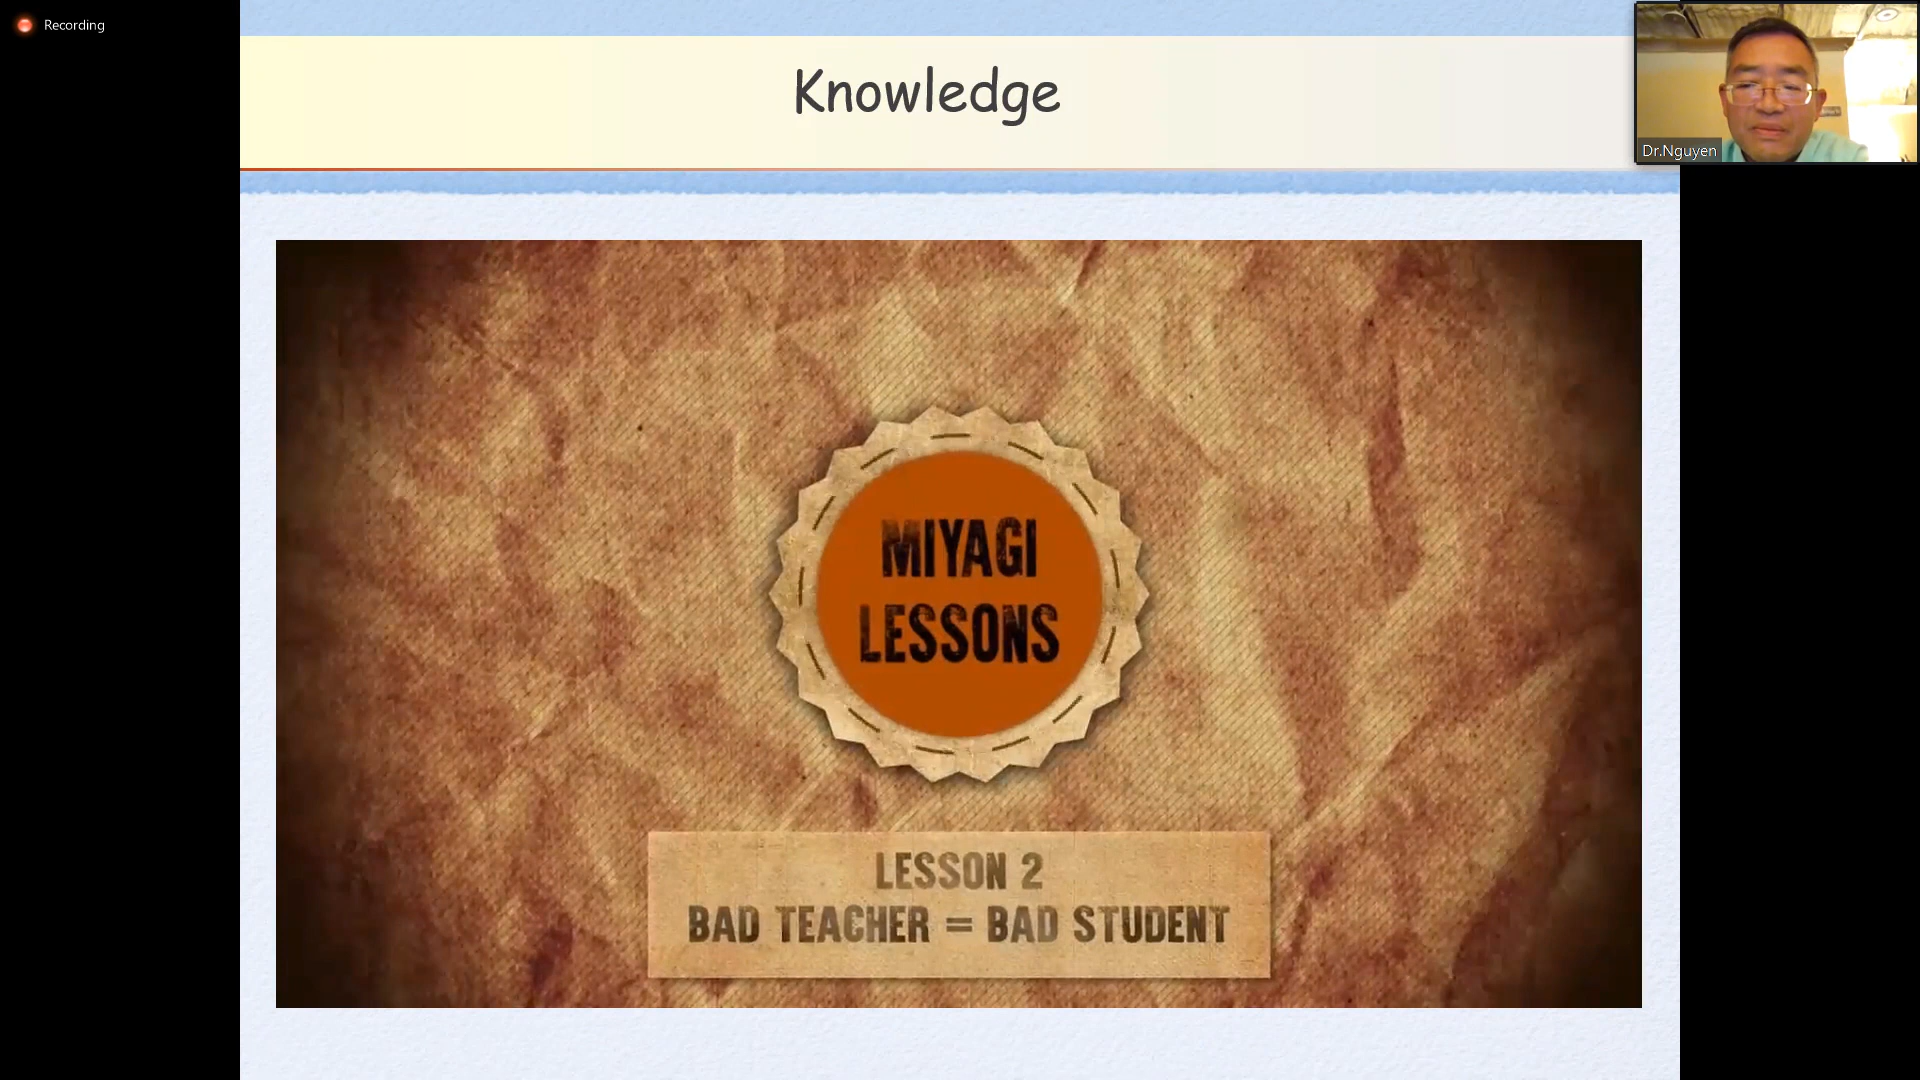 Recording
Knowledge
Dr.Nguyen
MIYAGI
LESSONS
LESSON 2
BAD TEACHER = BAD STUDENT